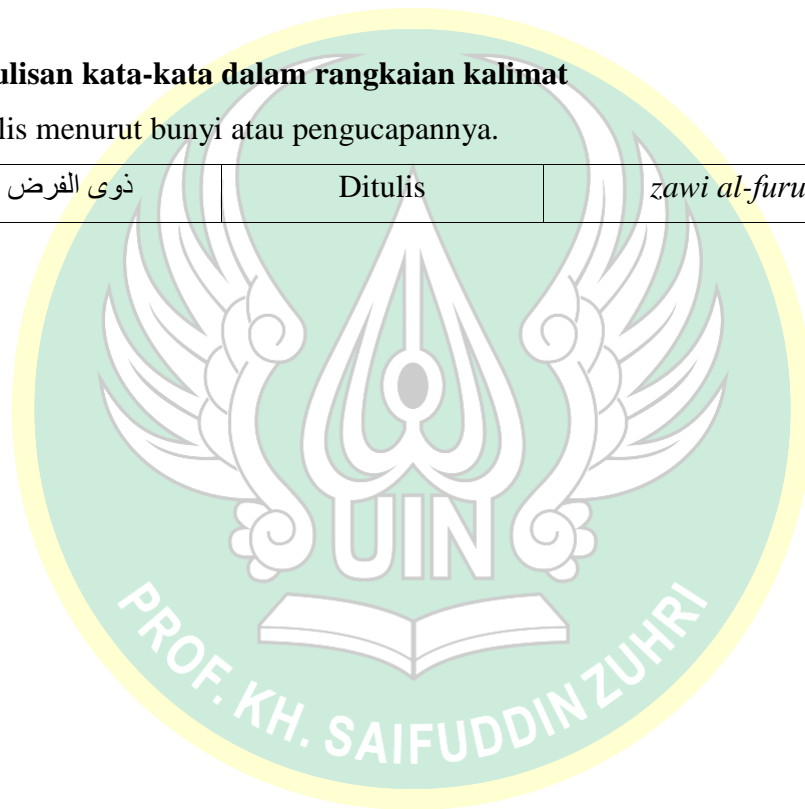 ulisan kata-kata dalam rangkaian kalimat
lis menurut bunyi atau pengucapannya.
ذوى الفرض Ditulis zawi al-furu
UIN
PROF. KH. SAIFUDDIN ZUHRI